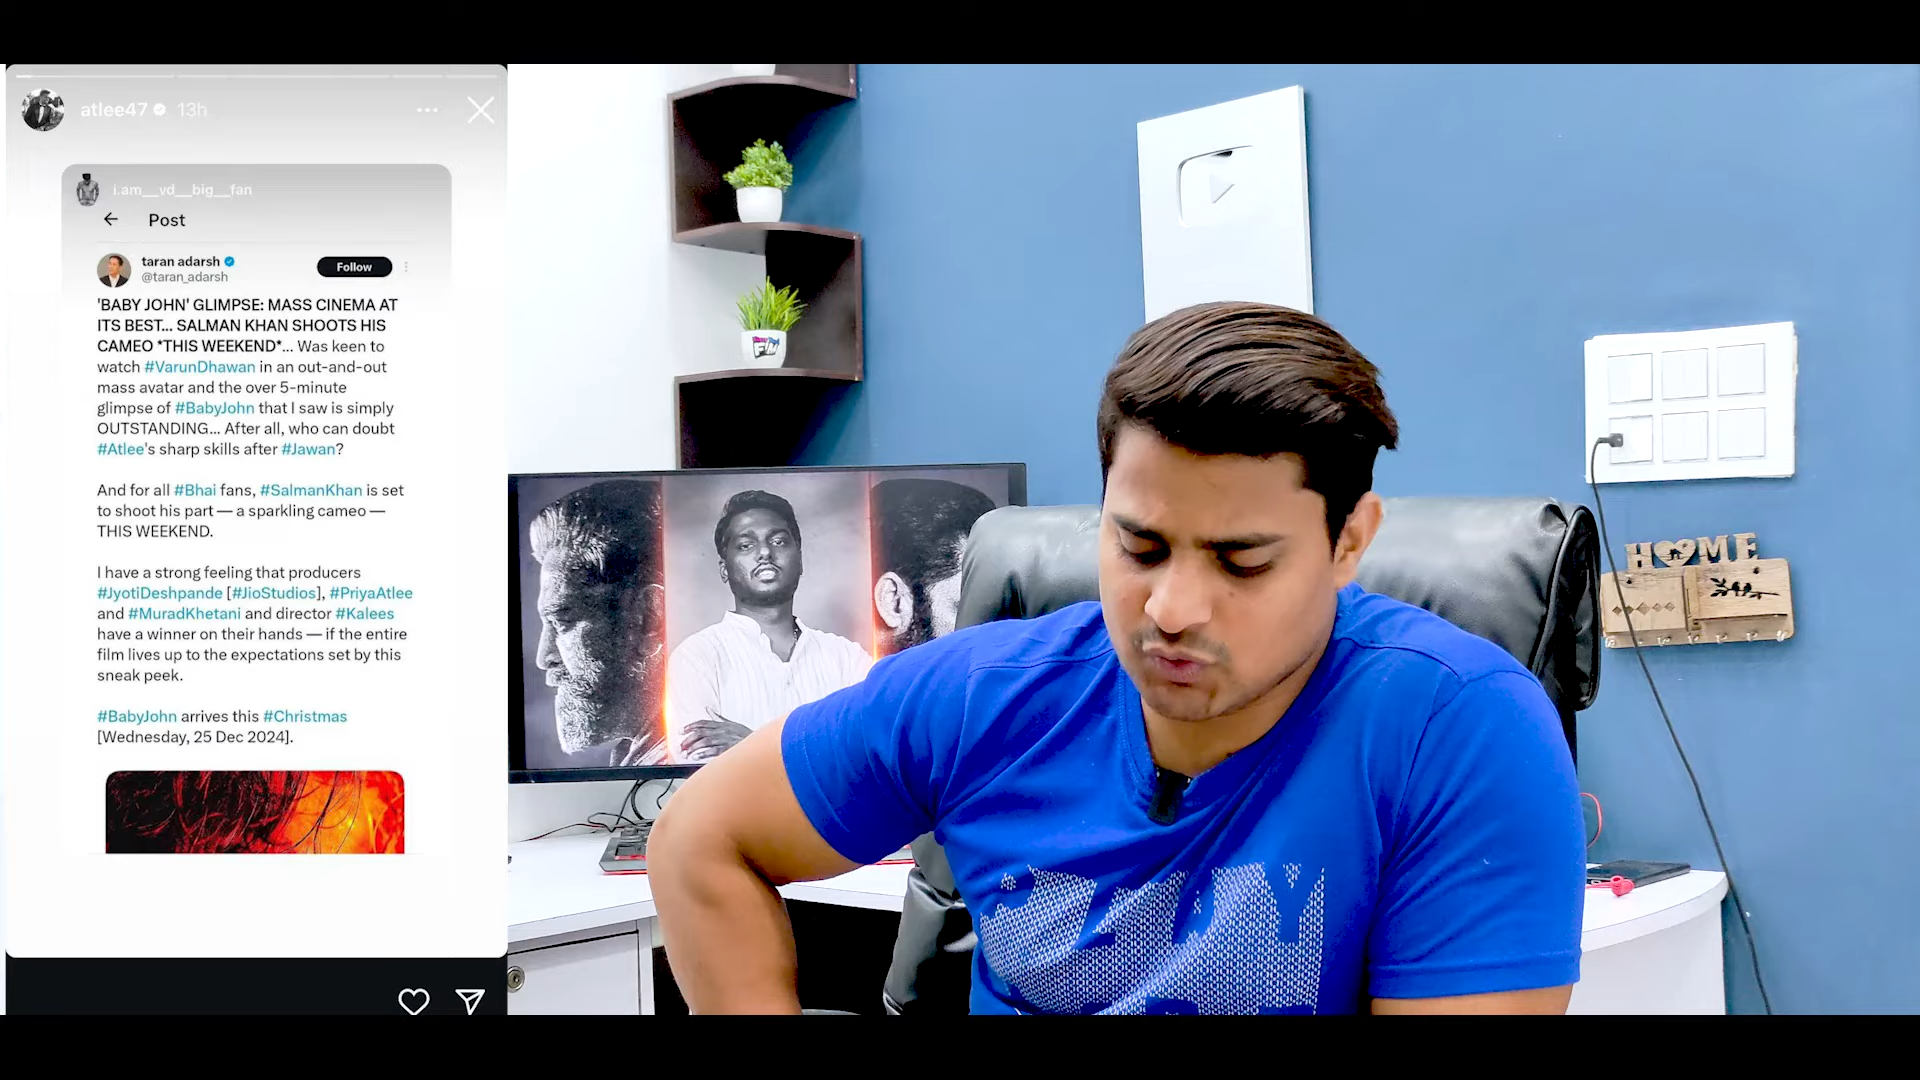 atlee47 13h
i.am__vd__big__fan
Post
taran adarsh
@taran_adarsh
Follow
'BABY JOHN' GLIMPSE: MASS CINEMA AT
ITS BEST... SALMAN KHAN SHOOTS HIS
CAMEO *THIS WEEKEND*... Was keen to
watch #VarunDhawan in an out-and-out
mass avatar and the over 5-minute
glimpse of #BabyJohn that I saw is simply
OUTSTANDING... After all, who can doubt
#Atlee's sharp skills after #Jawan?
And for all #Bhai fans, #SalmanKhan is set
to shoot his part — a sparkling cameo —
THIS WEEKEND.
I have a strong feeling that producers
#JyotiDeshpande [#JioStudios], #PriyaAtlee
and #MuradKhetani and director #Kalees
have a winner on their hands — if the entire
film lives up to the expectations set by this
sneak peek.
#BabyJohn arrives this #Christmas
[Wednesday, 25 Dec 2024].
HOME